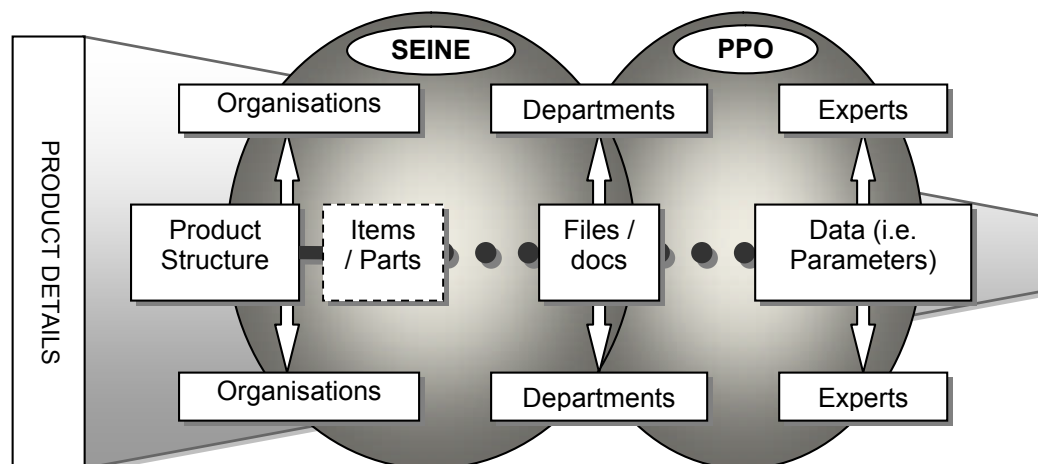 SEINE
PPO
Organisations
Departments
Experts
PRODUCT DETAILS
Product
Structure
Items
/ Parts
Files /
docs
Data (i.e.
Parameters)
Organisations
Departments
Experts